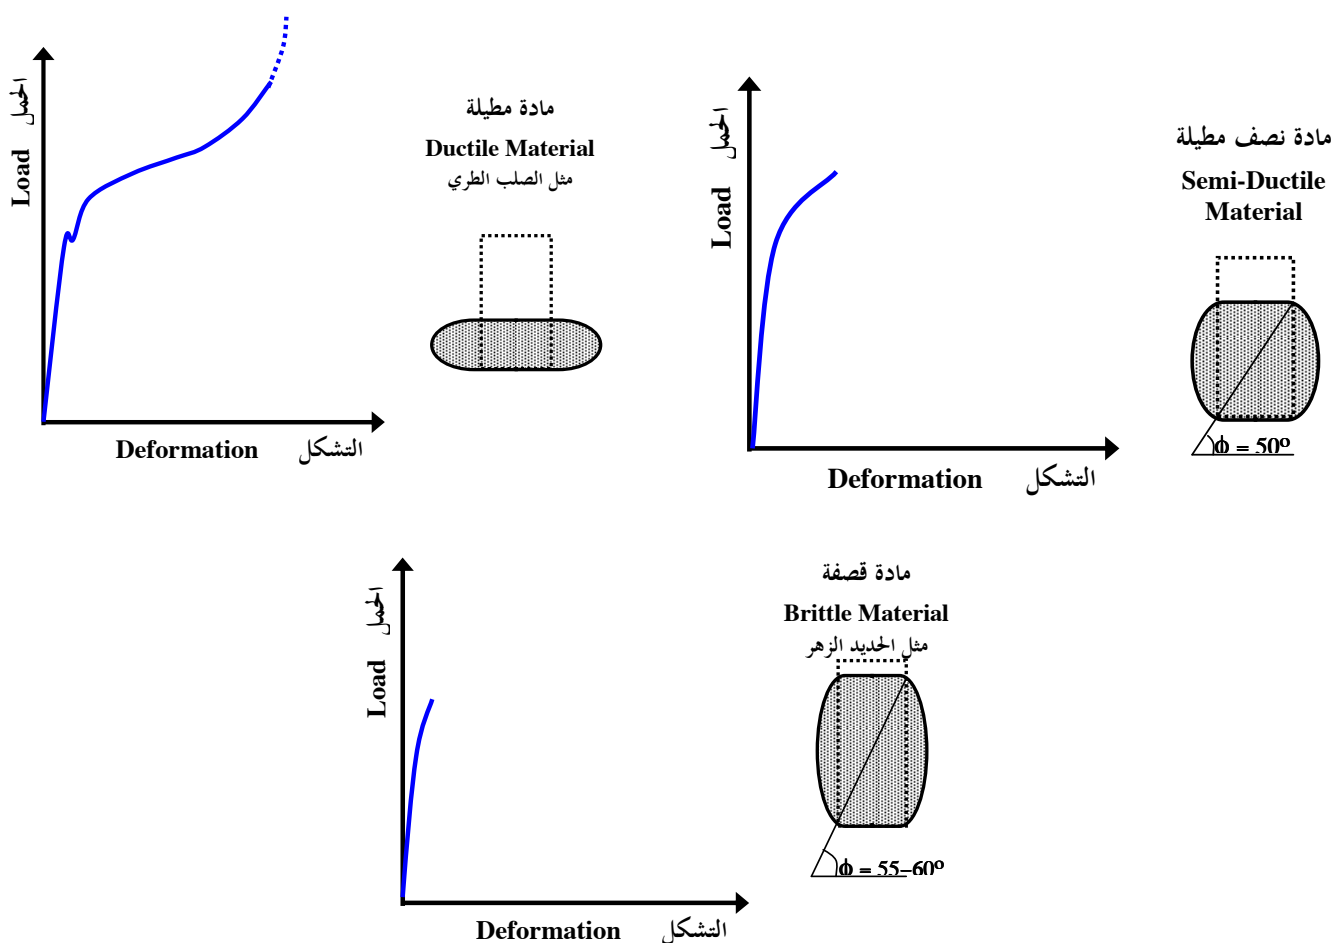 الحمل
Load
Deformation
التشكل
مادة مطيلة
Ductile Material
مثل الصلب الطري
الحمل
Load
Deformation
التشكل
مادة نصف مطيلة
Semi-Ductile
Material
ϕ = 50º
الحمل
Load
Deformation
التشكل
مادة قصفة
Brittle Material
مثل الحديد الزهر
ϕ = 55–60º